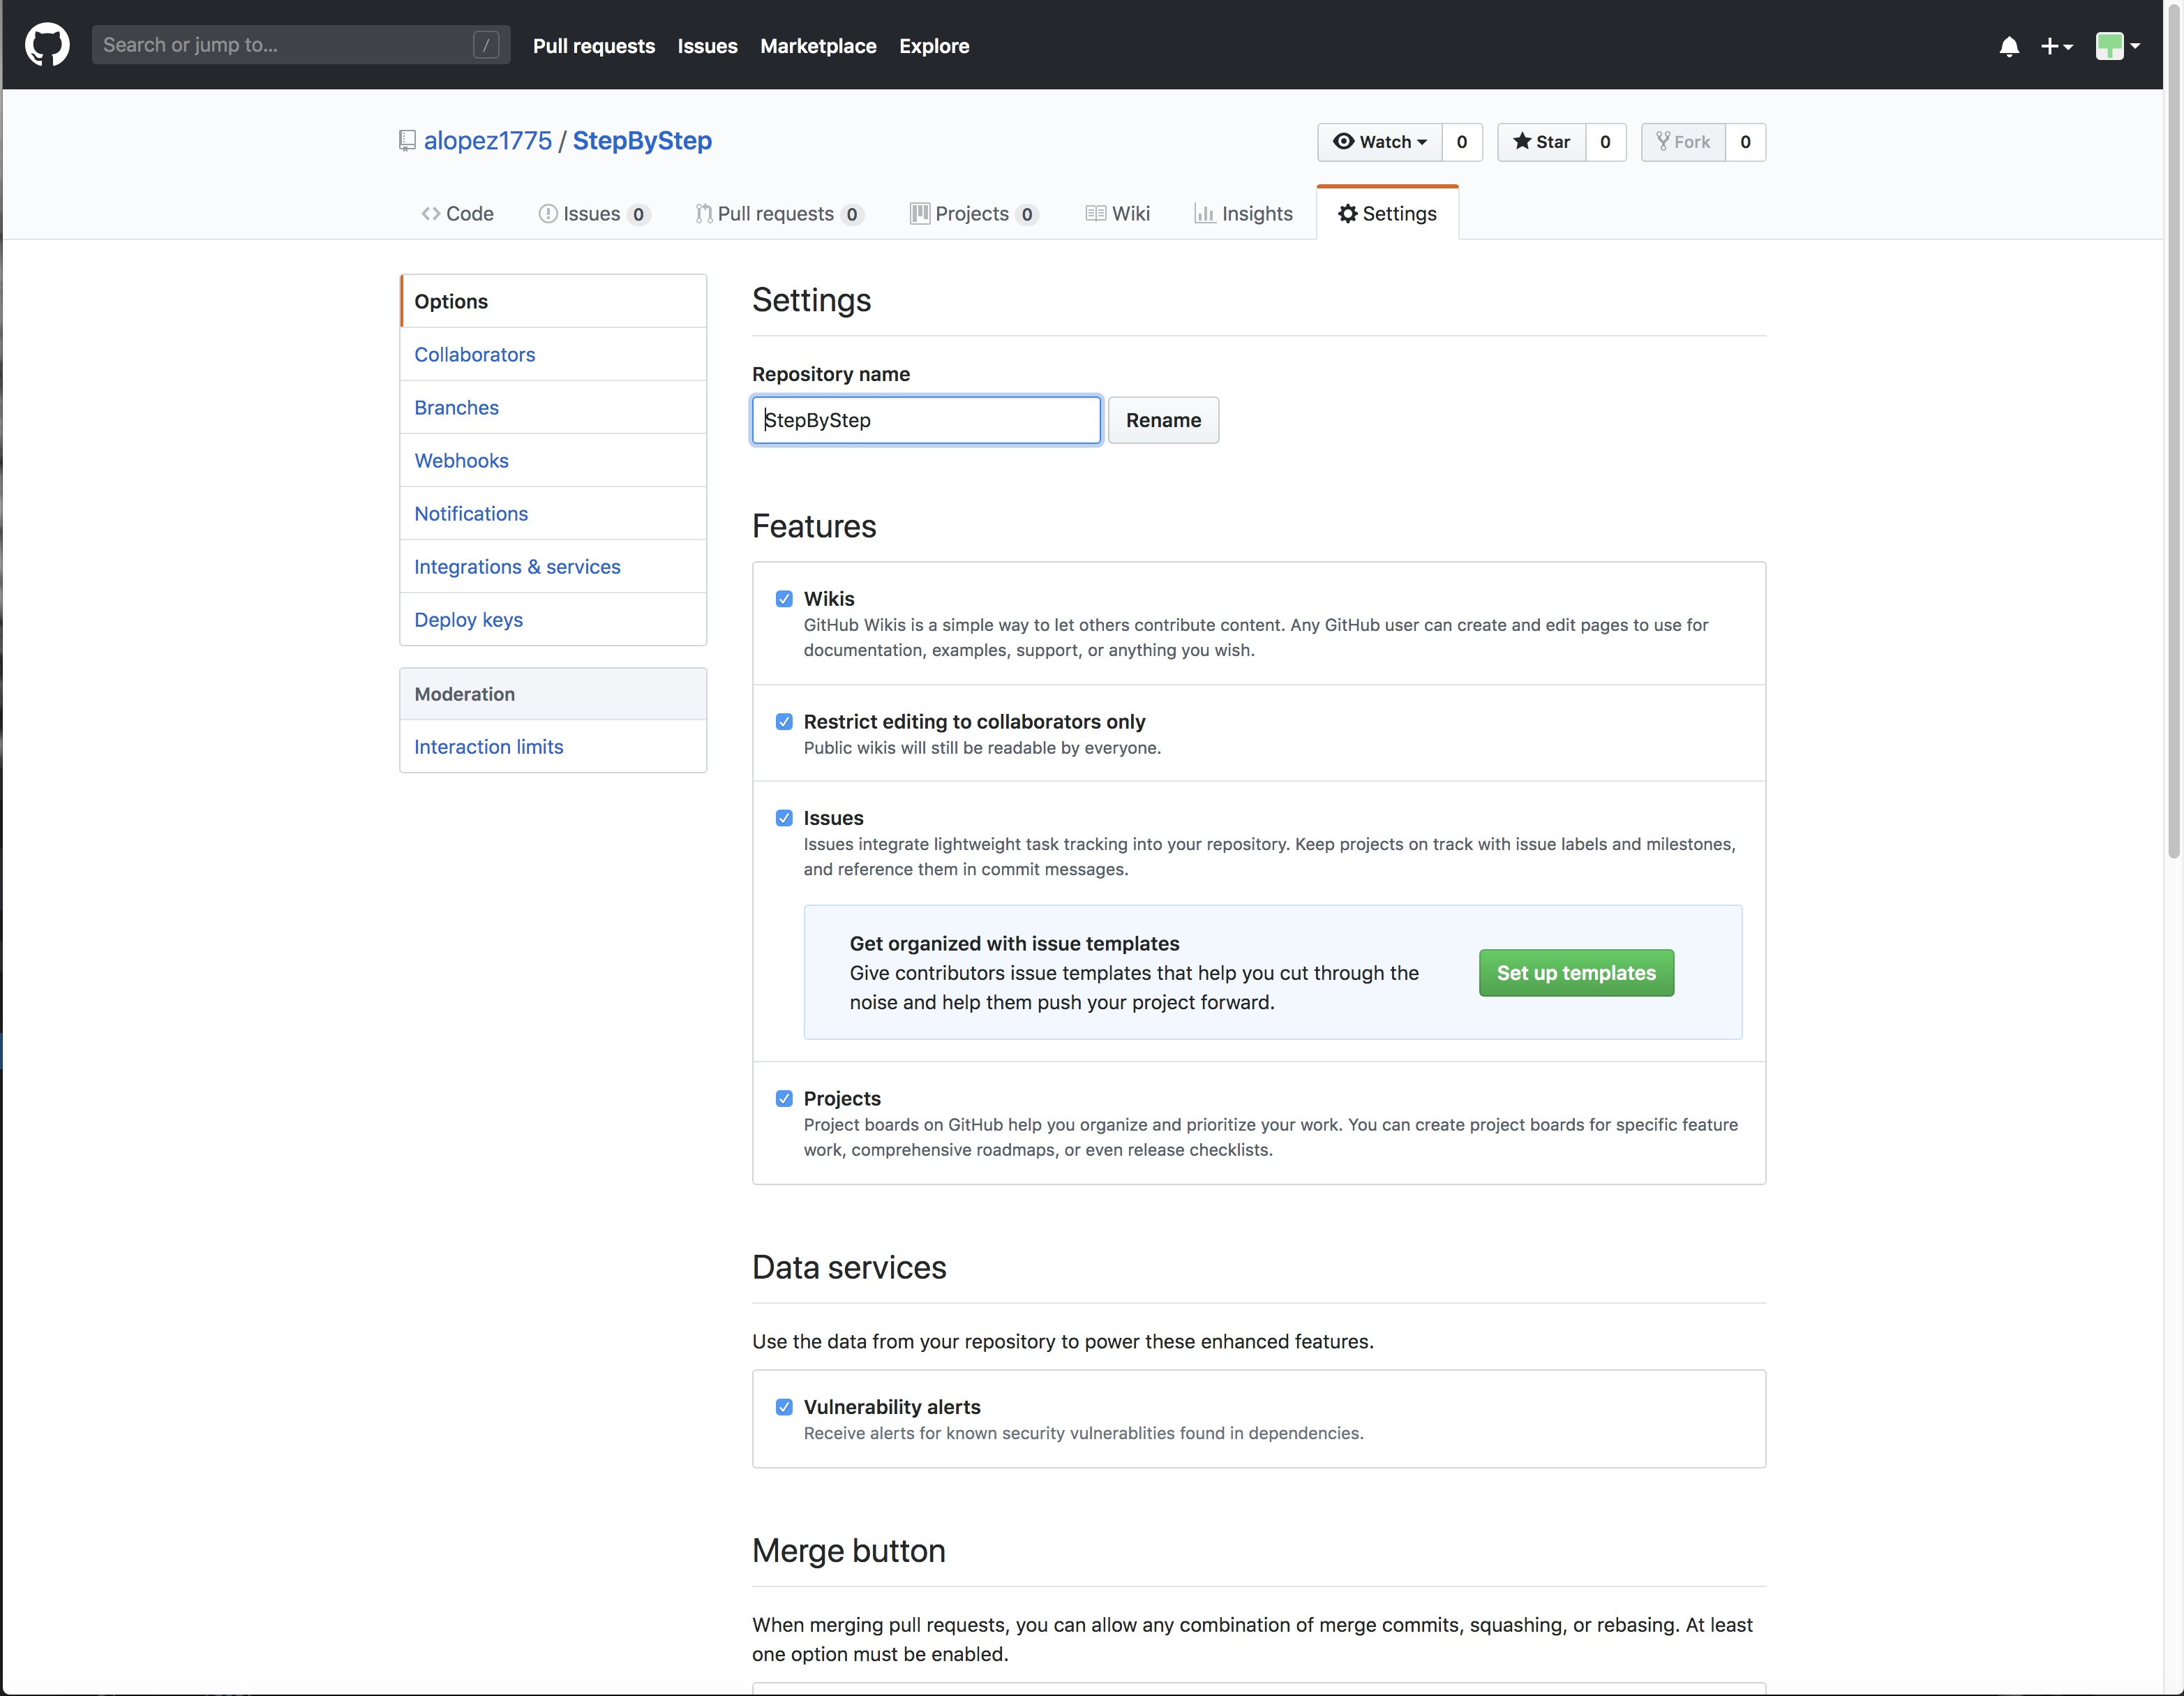 Search or jump to... /
Pull requests Issues Marketplace Explore
alopez1775 / StepByStep
Watch 0 Star 0 Fork 0
Code Issues 0 Pull requests 0 Projects 0 Wiki Insights Settings
Options
Collaborators
Branches
Webhooks
Notifications
Integrations & services
Deploy keys
Moderation
Interaction limits
Settings
Repository name
StepByStep Rename
Features
Wikis
GitHub Wikis is a simple way to let others contribute content. Any GitHub user can create and edit pages to use for
documentation, examples, support, or anything you wish.
Restrict editing to collaborators only
Public wikis will still be readable by everyone.
Issues
Issues integrate lightweight task tracking into your repository. Keep projects on track with issue labels and milestones,
and reference them in commit messages.
Get organized with issue templates
Give contributors issue templates that help you cut through the
noise and help them push your project forward.
Set up templates
Projects
Project boards on GitHub help you organize and prioritize your work. You can create project boards for specific feature
work, comprehensive roadmaps, or even release checklists.
Data services
Use the data from your repository to power these enhanced features.
Vulnerability alerts
Receive alerts for known security vulnerablities found in dependencies.
Merge button
When merging pull requests, you can allow any combination of merge commits, squashing, or rebasing. At least
one option must be enabled.